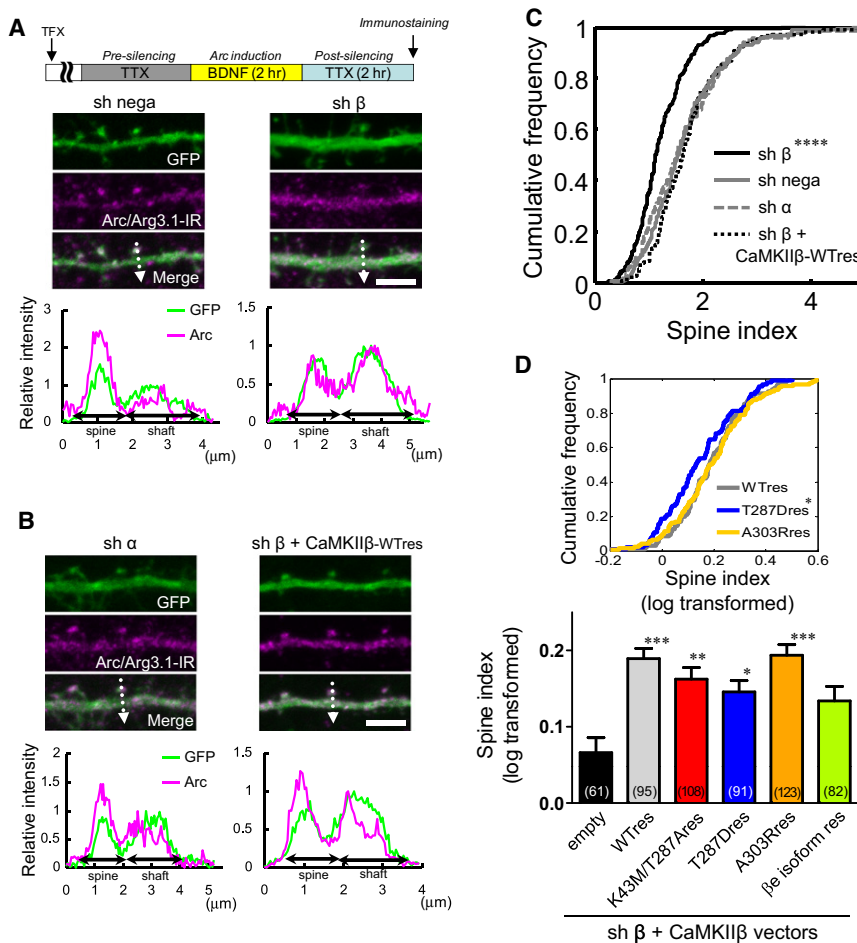 A
TFX
Immunostaining
Pre-silencing
Arc induction
Post-silencing
TTX
BDNF (2 hr)
TTX (2 hr)
sh nega
sh β
GFP
Arc/Arg3.1-IR
Merge
Relative intensity
GFP
Arc
3
2
1
0
1.5
1
0.5
0
spine
shaft
spine
shaft
0 1 2 3 4
(μm)
0 1 2 3 4 5
(μm)
B
sh α
sh β + CaMKIIβ-WTres
GFP
Arc/Arg3.1-IR
Merge
Relative intensity
GFP
Arc
2
1.5
1
0.5
0
1.5
1
0.5
0
spine
shaft
spine
shaft
0 1 2 3 4 5
(μm)
0 1 2 3 4
(μm)
C
Cumulative frequency
1
0.8
0.6
0.4
0.2
0
sh β****
sh nega
sh α
sh β +
CaMKIIβ-WTres
0 2 4
Spine index
D
Cumulative frequency
1
0.8
0.6
0.4
0.2
0
WTres
T287Dres*
A303Rres
-0.2 0 0.2 0.4 0.6
Spine index
(log transformed)
Spine index
(log transformed)
0.2
0.1
0.0
***
**
*
***
(61)
(95)
(108)
(91)
(123)
(82)
empty
WTres
K43M/T287Ares
T287Dres
A303Rres
βe isoform res
sh β + CaMKIIβ vectors